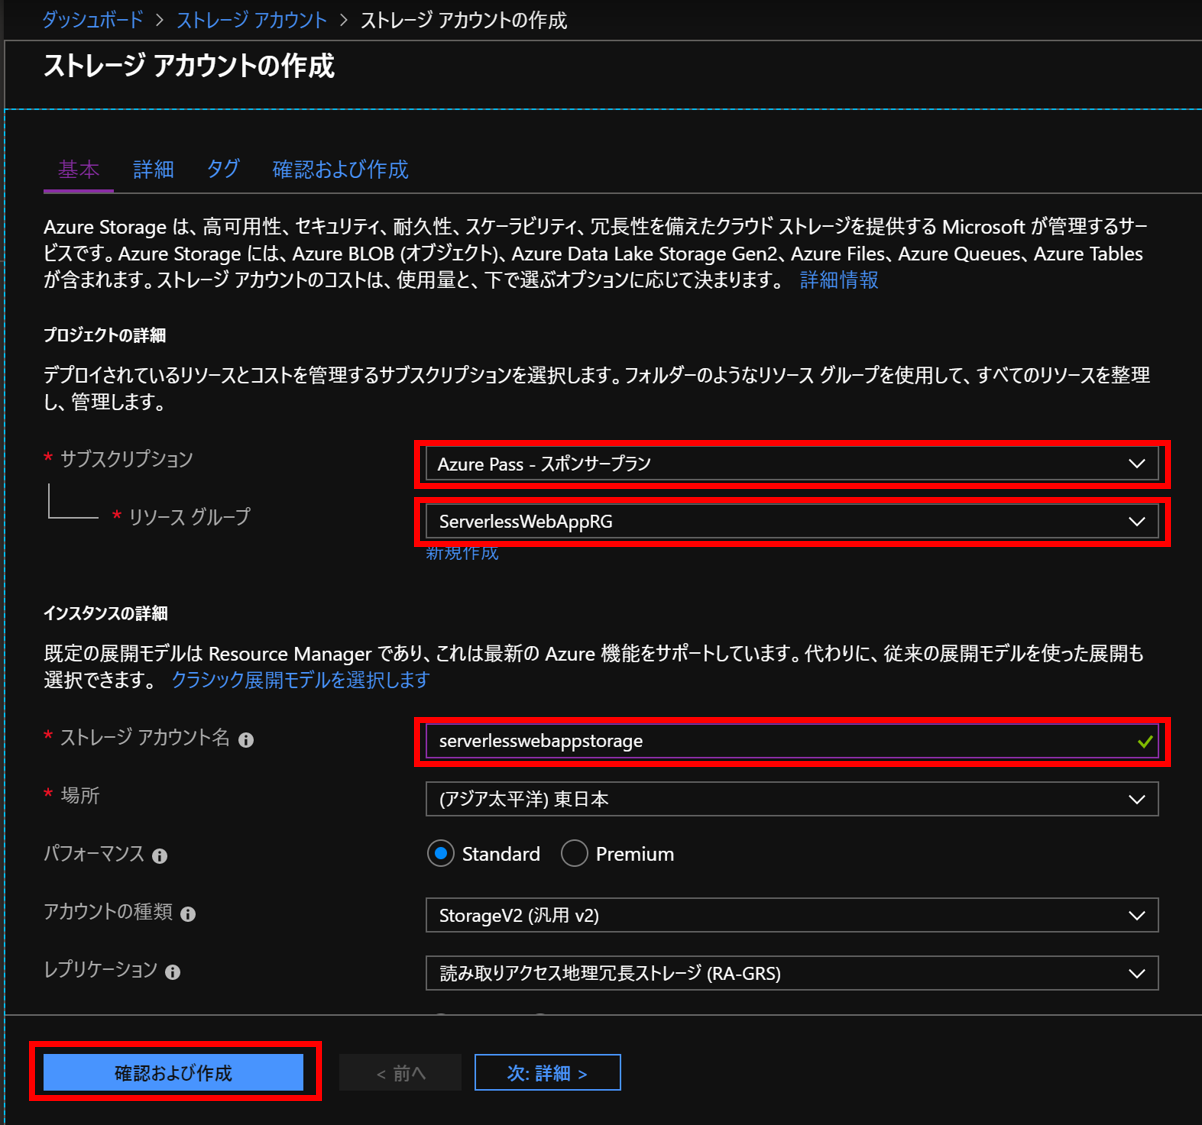 ダッシュボード > ストレージ アカウント > ストレージ アカウントの作成
ストレージ アカウントの作成
基本 詳細 タグ 確認および作成
Azure Storage は、高可用性、セキュリティ、耐久性、スケーラビリティ、冗長性を備えたクラウド ストレージを提供する Microsoft が管理するサー
ビスです。Azure Storage には、Azure BLOB (オブジェクト)、Azure Data Lake Storage Gen2、Azure Files、Azure Queues、Azure Tables
が含まれます。ストレージ アカウントのコストは、使用量と、下で選ぶオプションに応じて決まります。 詳細情報
プロジェクトの詳細
デプロイされているリソースとコストを管理するサブスクリプションを選択します。フォルダーのようなリソース グループを使用して、すべてのリソースを整理
し、管理します。
* サブスクリプション
Azure Pass - スポンサープラン
* リソース グループ
ServerlessWebAppRG
新規作成
インスタンスの詳細
既定の展開モデルは Resource Manager であり、これは最新の Azure 機能をサポートしています。代わりに、従来の展開モデルを使った展開も
選択できます。 クラシック展開モデルを選択します
* ストレージ アカウント名
serverlesswebappstorage
* 場所
(アジア太平洋) 東日本
パフォーマンス
Standard Premium
アカウントの種類
StorageV2 (汎用 v2)
レプリケーション
読み取りアクセス地理冗長ストレージ (RA-GRS)
確認および作成 < 前へ 次: 詳細 >